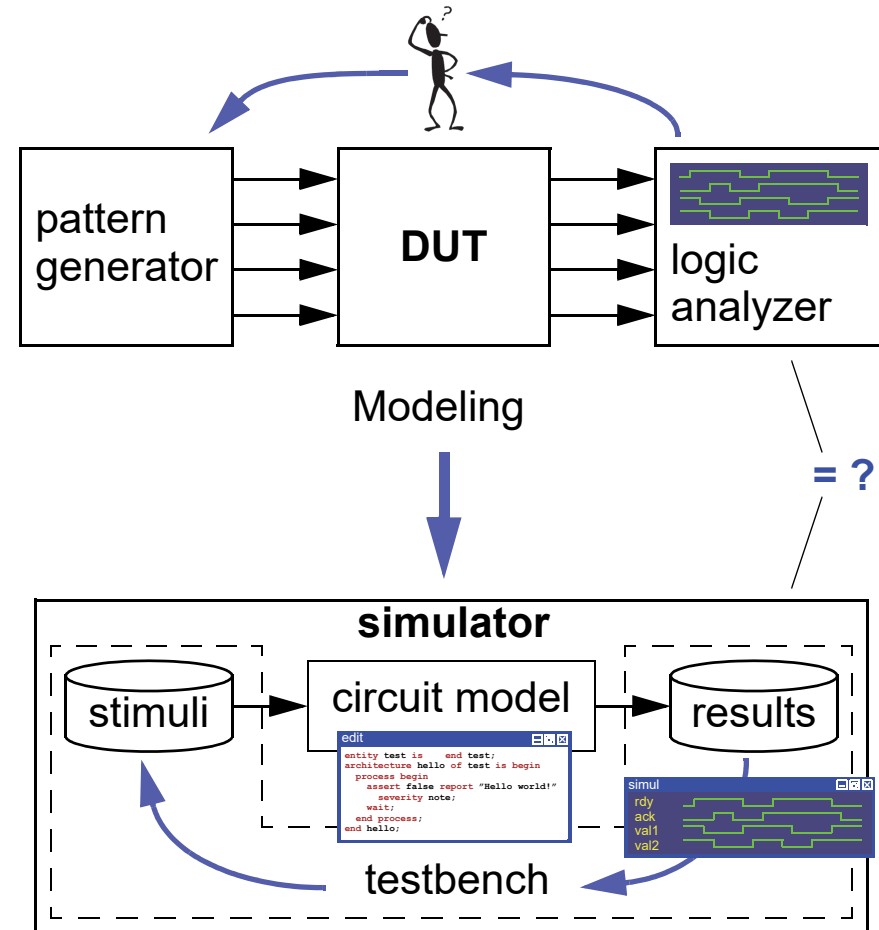 ?
pattern
generator
DUT
logic
analyzer
Modeling
= ?
simulator
stimuli
circuit model
results
edit
entity test is    end test;
architecture hello of test is begin
process begin
assert false report ”Hello world!”
severity note;
wait;
end process;
end hello;
simul
rdy
ack
val1
val2
testbench